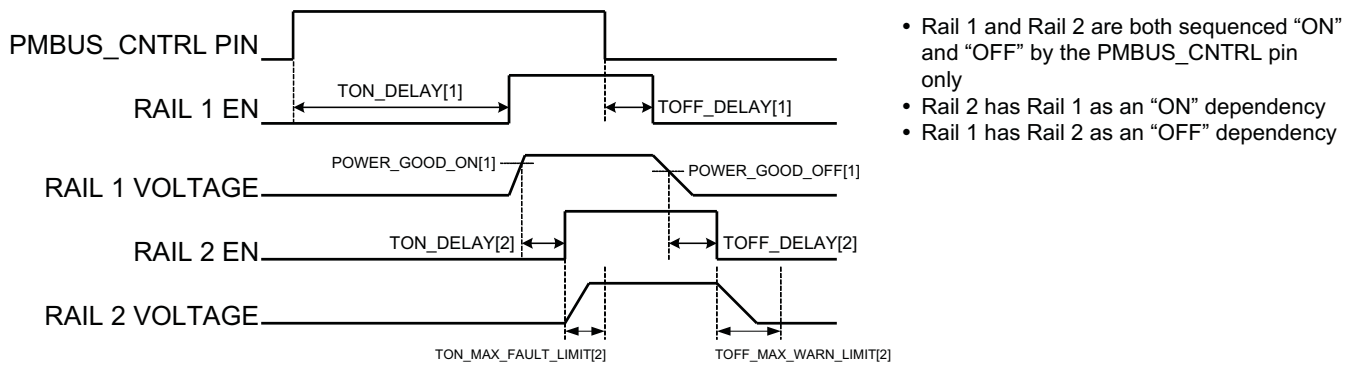 PMBUS_CNTRL PIN
RAIL 1 EN
TON_DELAY[1]
TOFF_DELAY[1]
RAIL 1 VOLTAGE
POWER_GOOD_ON[1]
POWER_GOOD_OFF[1]
RAIL 2 EN
TON_DELAY[2]
TOFF_DELAY[2]
RAIL 2 VOLTAGE
TON_MAX_FAULT_LIMIT[2]
TOFF_MAX_WARN_LIMIT[2]
• Rail 1 and Rail 2 are both sequenced “ON”
and “OFF” by the PMBUS_CNTRL pin
only
• Rail 2 has Rail 1 as an “ON” dependency
• Rail 1 has Rail 2 as an “OFF” dependency